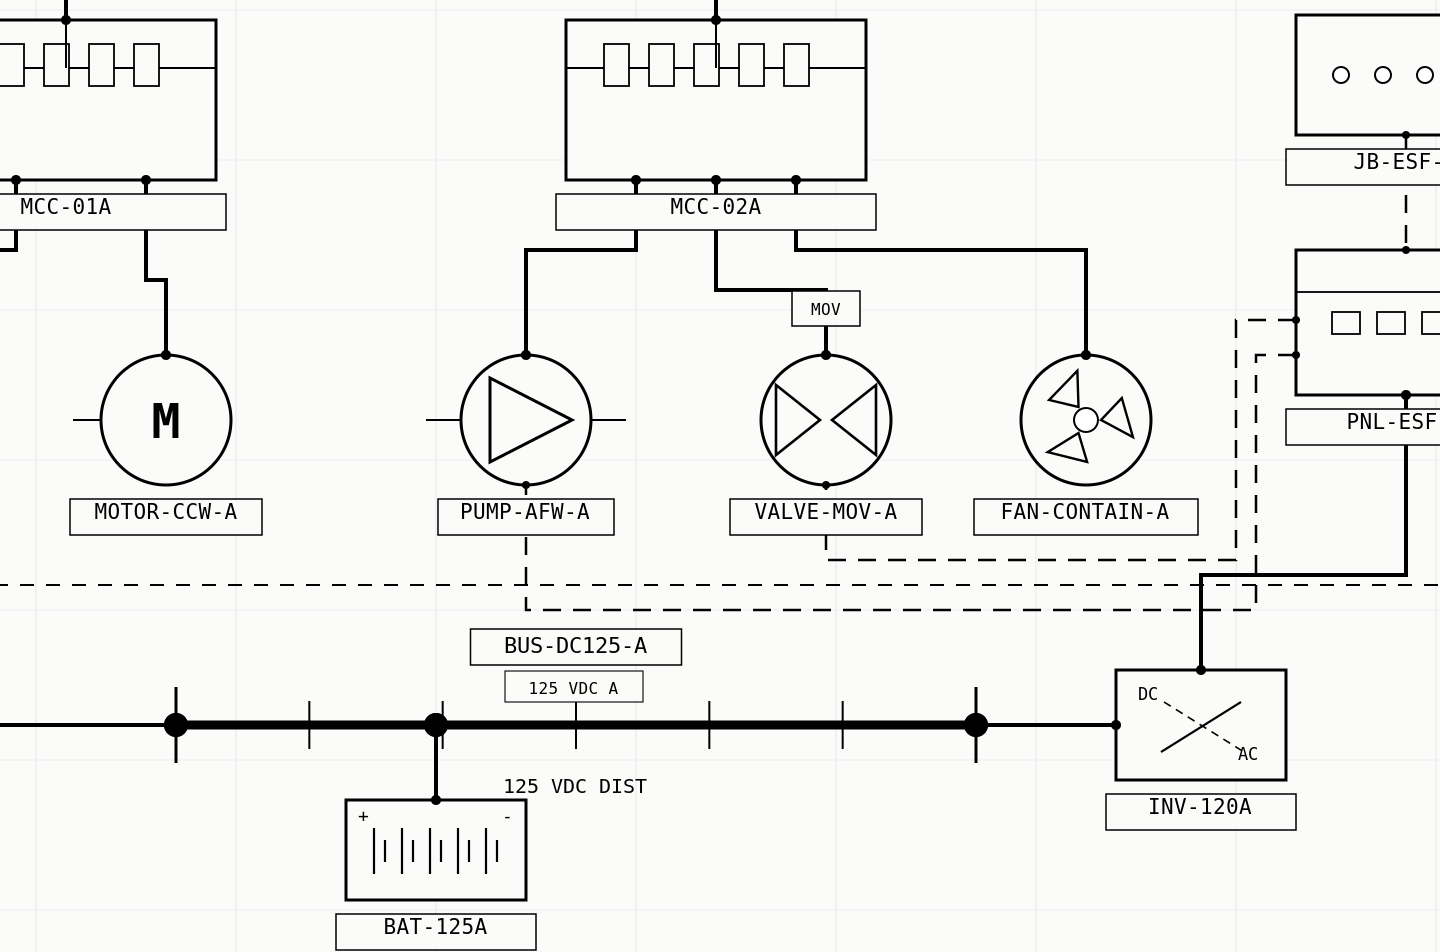 MCC-01A
MCC-02A
JB-ESF-
MOV
M
PNL-ESF
MOTOR-CCW-A
PUMP-AFW-A
VALVE-MOV-A
FAN-CONTAIN-A
BUS-DC125-A
125 VDC A
DC
AC
125 VDC DIST
INV-120A
+ -
BAT-125A